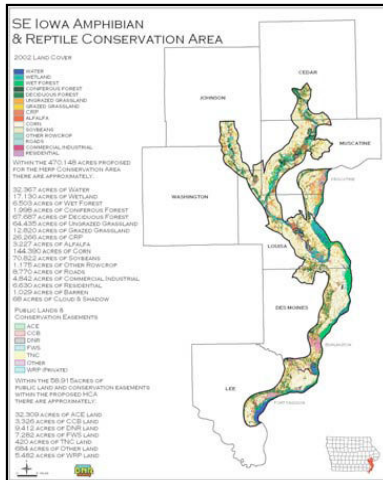 SE IOWA AMPHIBIAN
& REPTILE CONSERVATION AREA
2002 LAND COVER
WATER
WETLAND
WET FOREST
CONIFEROUS FOREST
DECIDUOUS FOREST
UNGRAZED GRASSLAND
GRAZED GRASSLAND
CRP
ALFALFA
CORN
SOYBEANS
OTHER ROWCROP
ROADS
COMMERCIAL INDUSTRIAL
RESIDENTIAL
WITHIN THE 470,148 ACRES PROPOSED
FOR THE HERP CONSERVATION AREA
THERE ARE APPROXIMATELY:
32,367 ACRES OF WATER
17,130 ACRES OF WETLAND
6,503 ACRES OF WET FOREST
1,998 ACRES OF CONIFEROUS FOREST
67,687 ACRES OF DECIDUOUS FOREST
64,435 ACRES OF UNGRAZED GRASSLAND
12,820 ACRES OF GRAZED GRASSLAND
26,266 ACRES OF CRP
3,227 ACRES OF ALFALFA
144,390 ACRES OF CORN
70,822 ACRES OF SOYBEANS
1,175 ACRES OF OTHER ROWCROP
8,770 ACRES OF ROADS
4,842 ACRES OF COMMERCIAL INDUSTRIAL
6,630 ACRES OF RESIDENTIAL
1,029 ACRES OF BARREN
68 ACRES OF CLOUD & SHADOW
PUBLIC LANDS &
CONSERVATION EASEMENTS
ACE
CCB
DNR
FWS
TNC
OTHER
WRP (PRIVATE)
WITHIN THE 58,915 ACRES OF
PUBLIC LAND AND CONSERVATION EASEMENTS
WITHIN THE PROPOSED HCA
THERE ARE APPROXIMATELY:
32,309 ACRES OF ACE LAND
3,326 ACRES OF CCB LAND
9,412 ACRES OF DNR LAND
7,282 ACRES OF FWS LAND
420 ACRES OF TNC LAND
684 ACRES OF OTHER LAND
5,482 ACRES OF WRP LAND
CEDAR
JOHNSON
MUSCATINE
MUSCATINE
WASHINGTON
LOUISA
DES MOINES
BURLINGTON
LEE
FORT MADISON